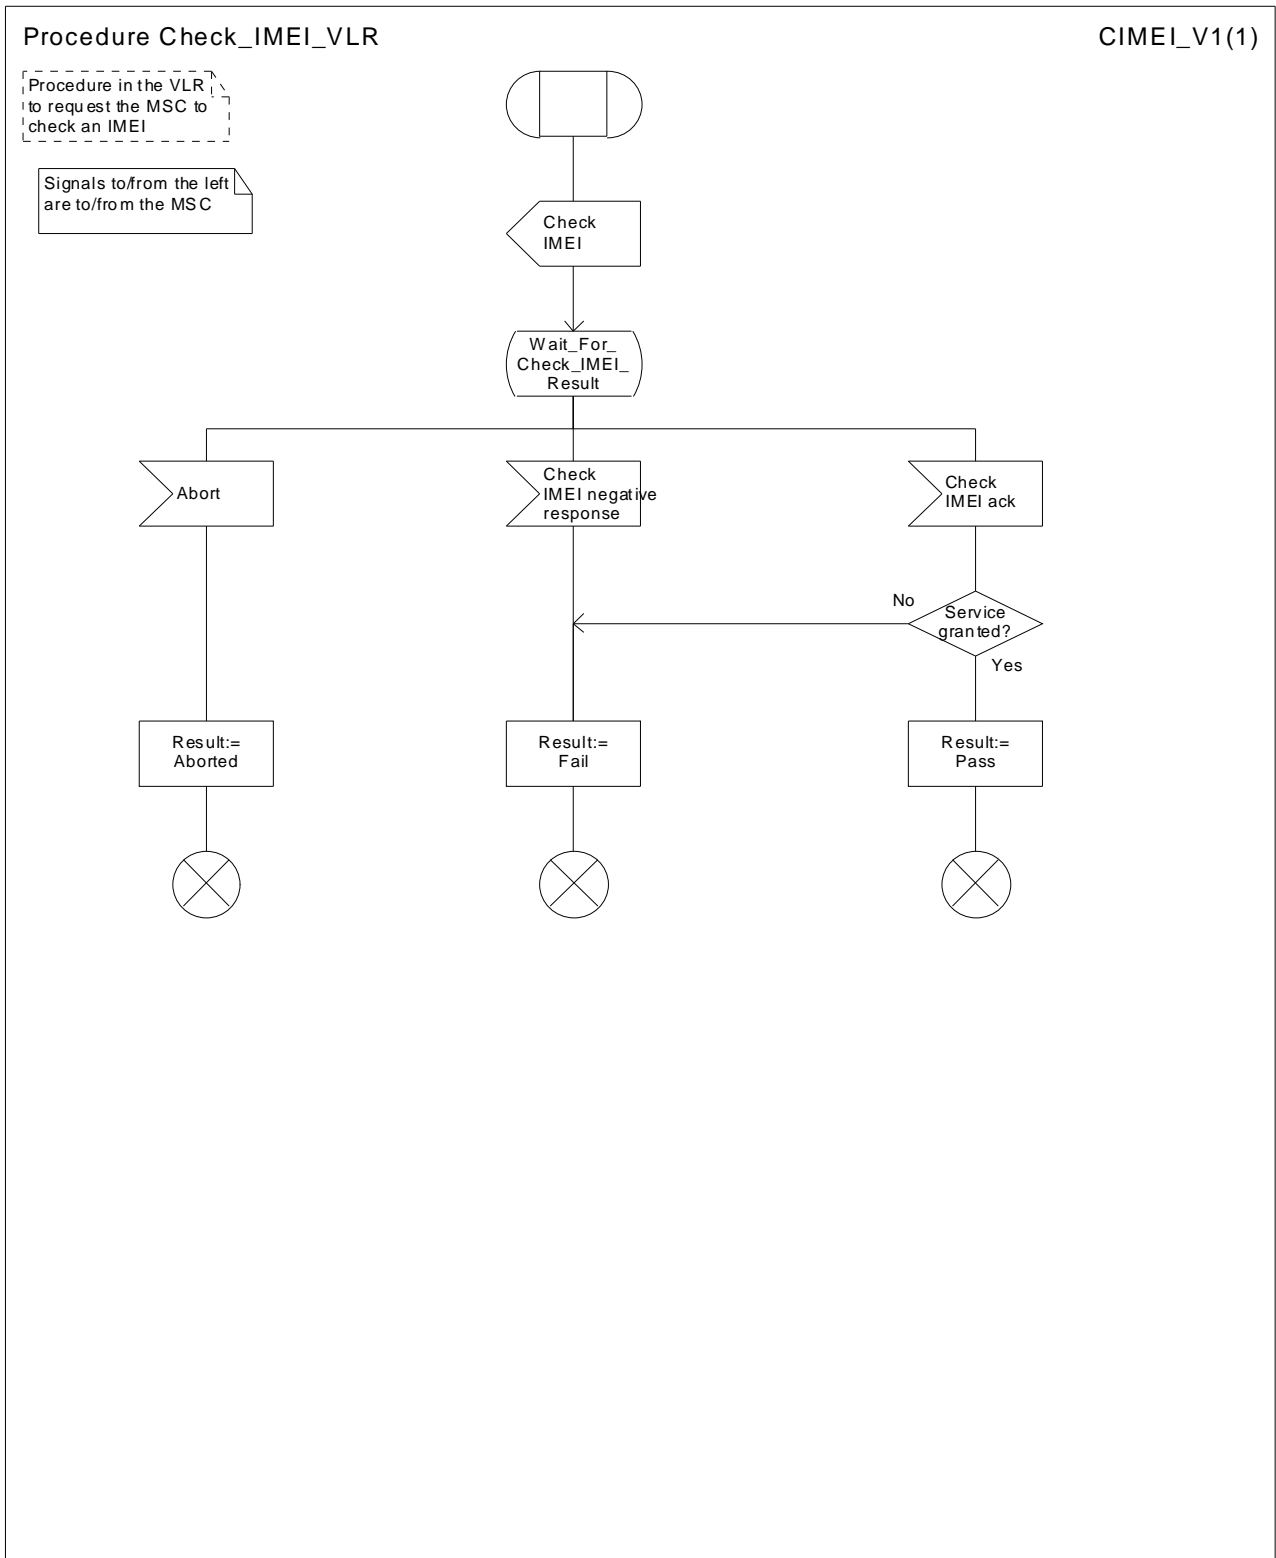 Procedure Check_IMEI_VLR
CIMEI_V1(1)
Procedure in the VLR
to request the MSC to
check an IMEI
Signals to/from the left
are to/from the MSC
Check
IMEI
Wait_For_
Check_IMEI_
Result
Abort
Check
IMEI negative
response
Check
IMEI ack
No
Service
granted?
Yes
Result:=
Aborted
Result:=
Fail
Result:=
Pass